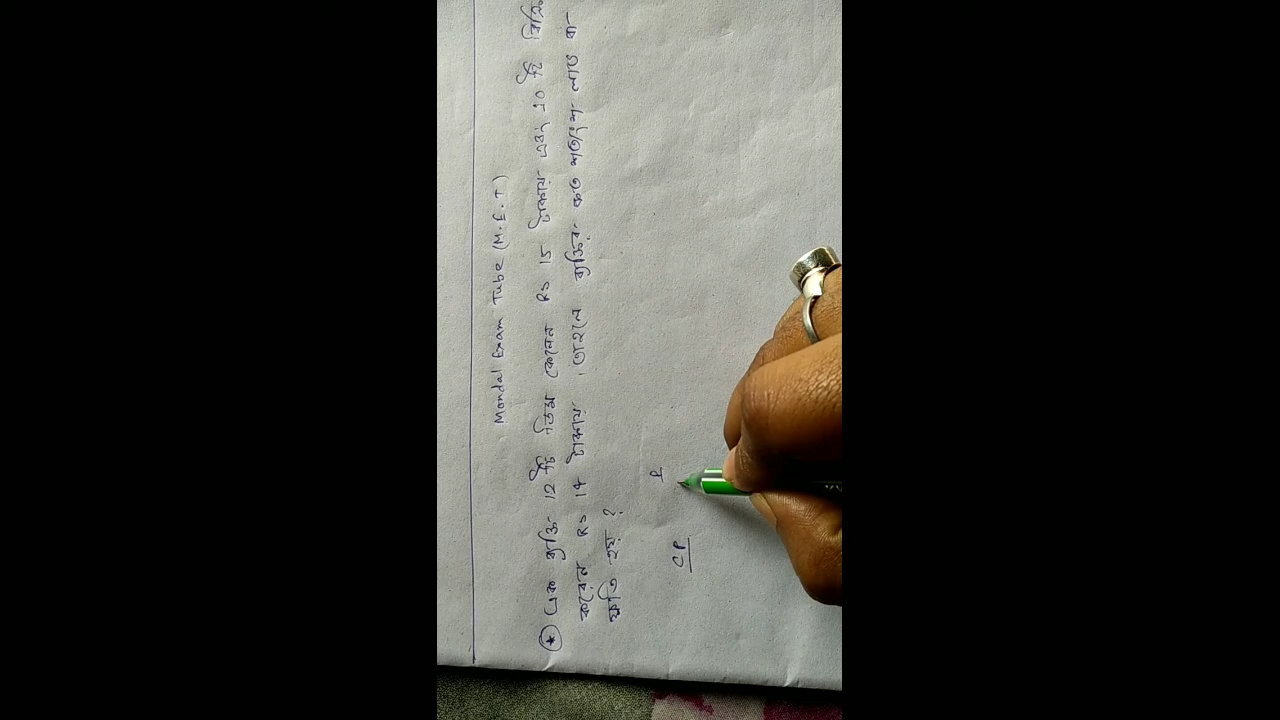 Mondal Exam Tube (M.E.T)
* এক ব্যক্তি 12 টি ডিম কেনেন Rs 15 টাকায় এবং 10 টি বিক্রি
করেন Rs 14 টাকায় । তাহলে ব্যক্তির কত শতাংশ লাভ বা
ক্ষতি হয় ?
P
CP